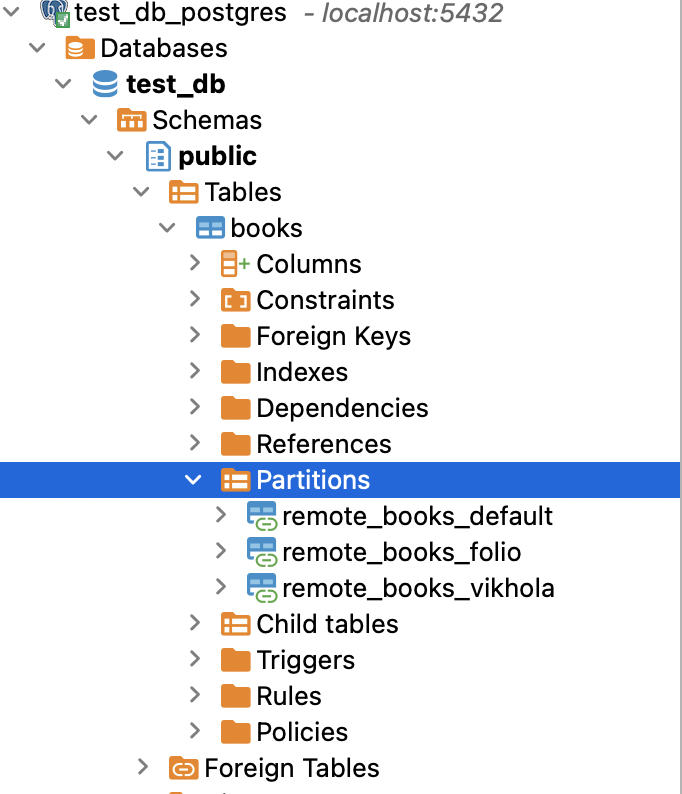 test_db_postgres - localhost:5432
Databases
test_db
Schemas
public
Tables
books
Columns
Constraints
Foreign Keys
Indexes
Dependencies
References
Partitions
remote_books_default
remote_books_folio
remote_books_vikhola
Child tables
Triggers
Rules
Policies
Foreign Tables